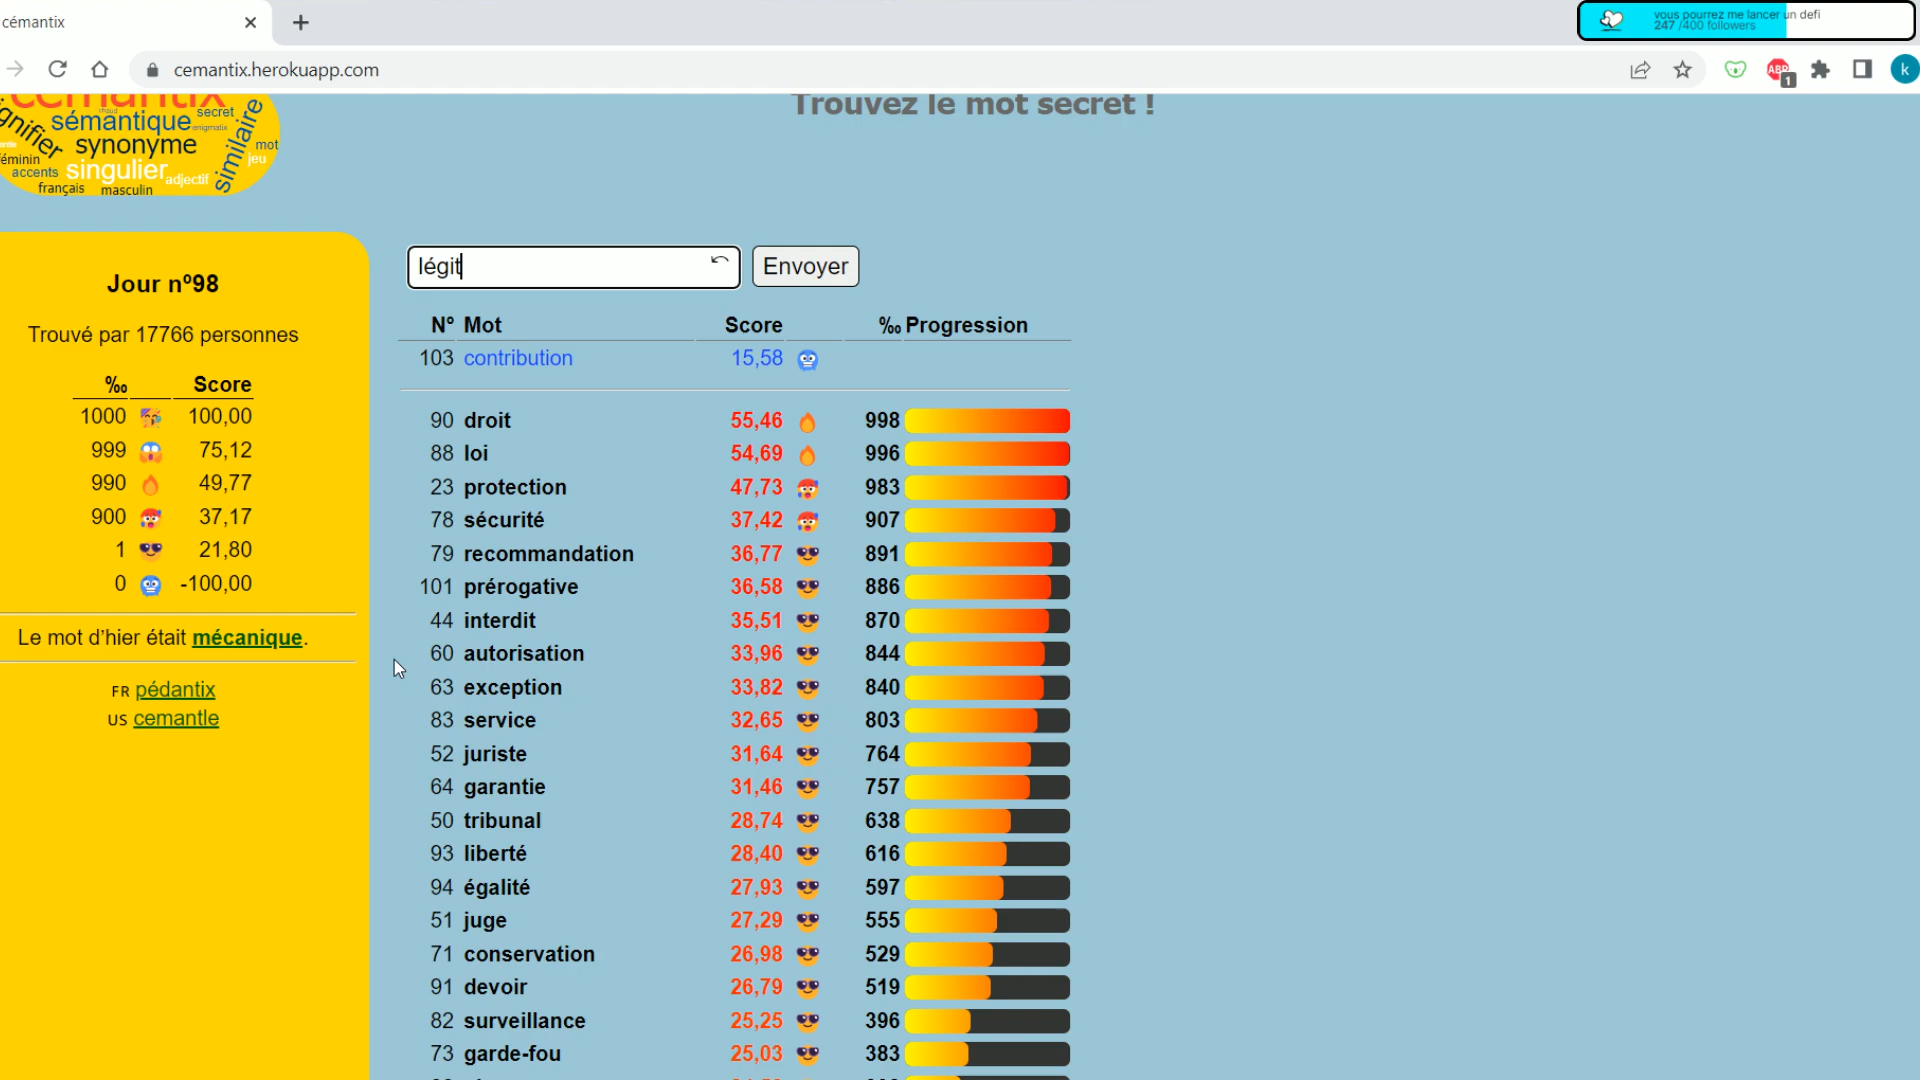 cémantix
vous pourrez me lancer un defi
247 /400 followers
cemantix.herokuapp.com
ABP
1
k
cémantix
Trouvez le mot secret !
chaud
secret
sémantique
enigmatix
similaire
synonyme
mot
féminin
jeu
accents
singulier
adjectif
français
masculin
légit
Envoyer
Jour n°98
Trouvé par 17766 personnes
‰ Score
1000 100,00
999 75,12
990 49,77
900 37,17
1 21,80
0 -100,00
Le mot d’hier était mécanique.
FR pédantix
US cemantle
N° Mot Score ‰ Progression
103 contribution 15,58
90 droit 55,46 998
88 loi 54,69 996
23 protection 47,73 983
78 sécurité 37,42 907
79 recommandation 36,77 891
101 prérogative 36,58 886
44 interdit 35,51 870
60 autorisation 33,96 844
63 exception 33,82 840
83 service 32,65 803
52 juriste 31,64 764
64 garantie 31,46 757
50 tribunal 28,74 638
93 liberté 28,40 616
94 égalité 27,93 597
51 juge 27,29 555
71 conservation 26,98 529
91 devoir 26,79 519
82 surveillance 25,25 396
73 garde-fou 25,03 383